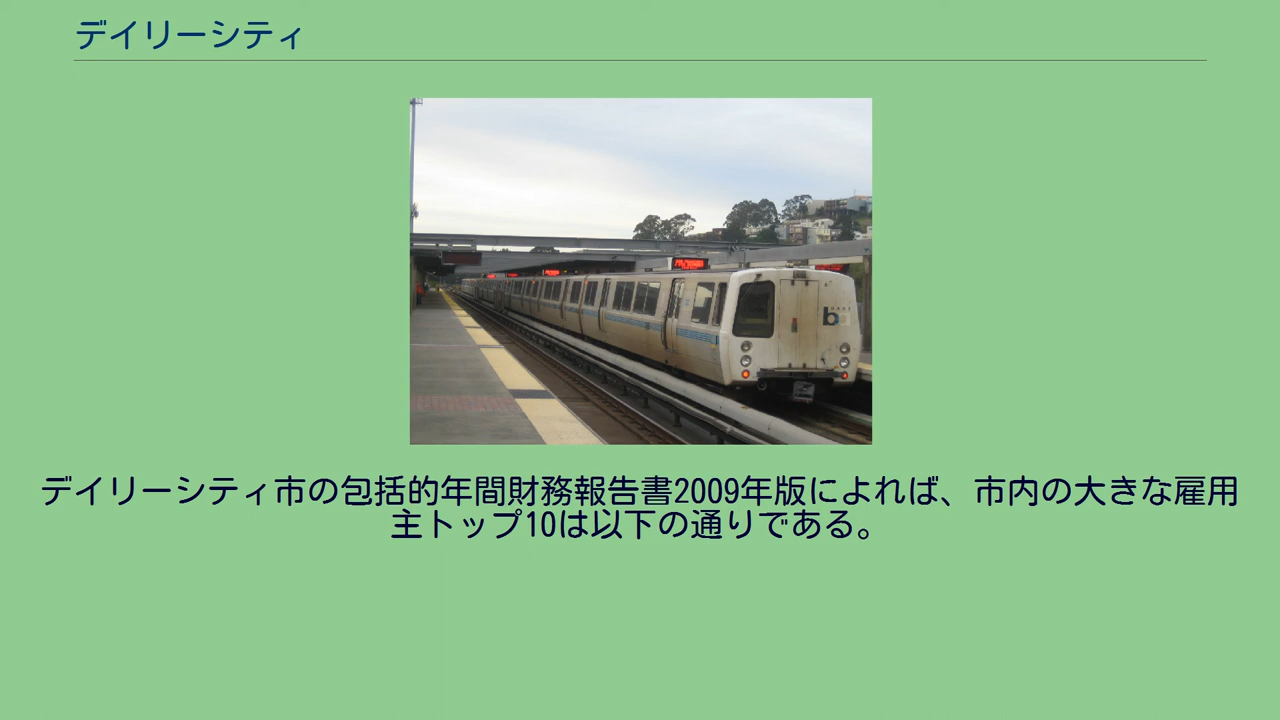 デイリーシティ
デイリーシティ市の包括的年間財務報告書2009年版によれば、市内の大きな雇用
主トップ10は以下の通りである。